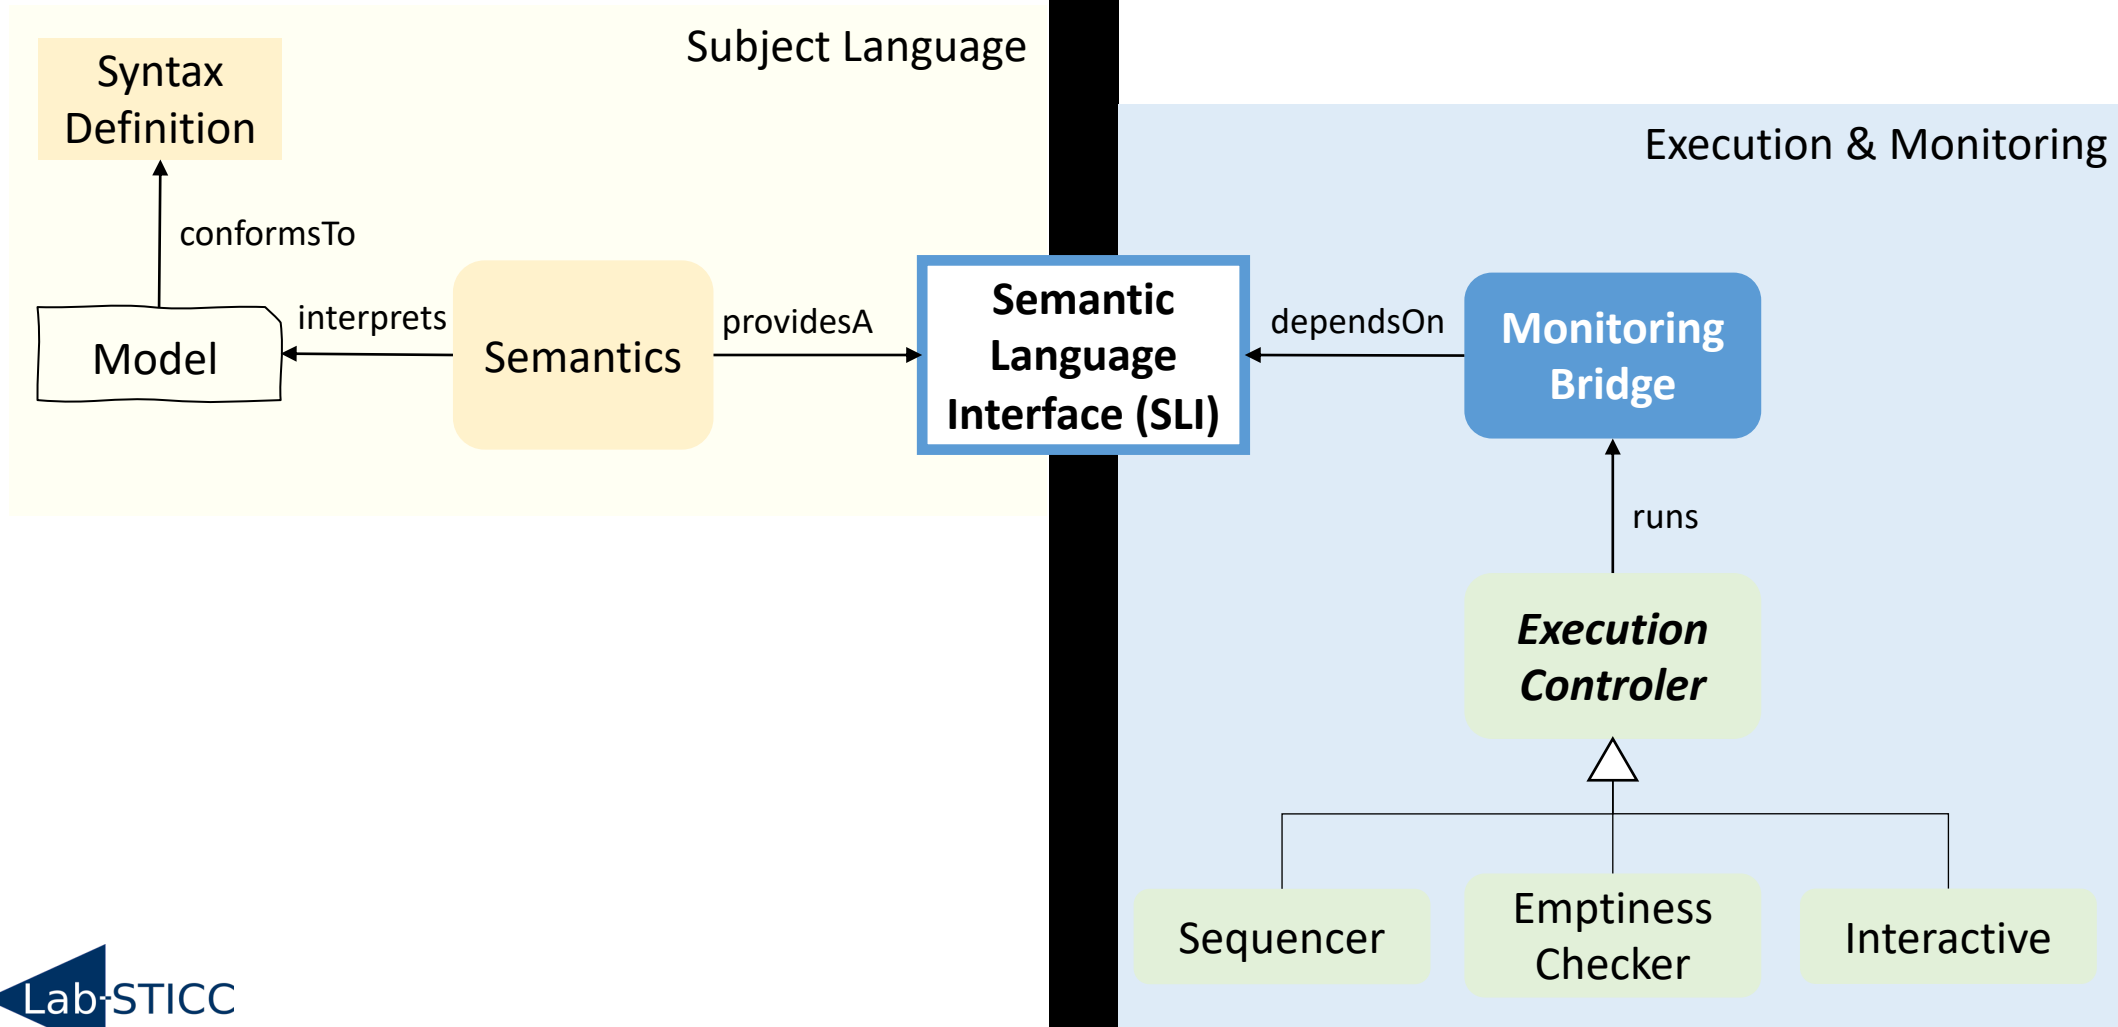 Subject Language
Syntax
Definition
conformsTo
Model
interprets
Semantics
providesA
Semantic
Language
Interface (SLI)
Execution & Monitoring
dependsOn
Monitoring
Bridge
runs
Execution
Controler
Sequencer
Emptiness
Checker
Interactive
Lab-STICC